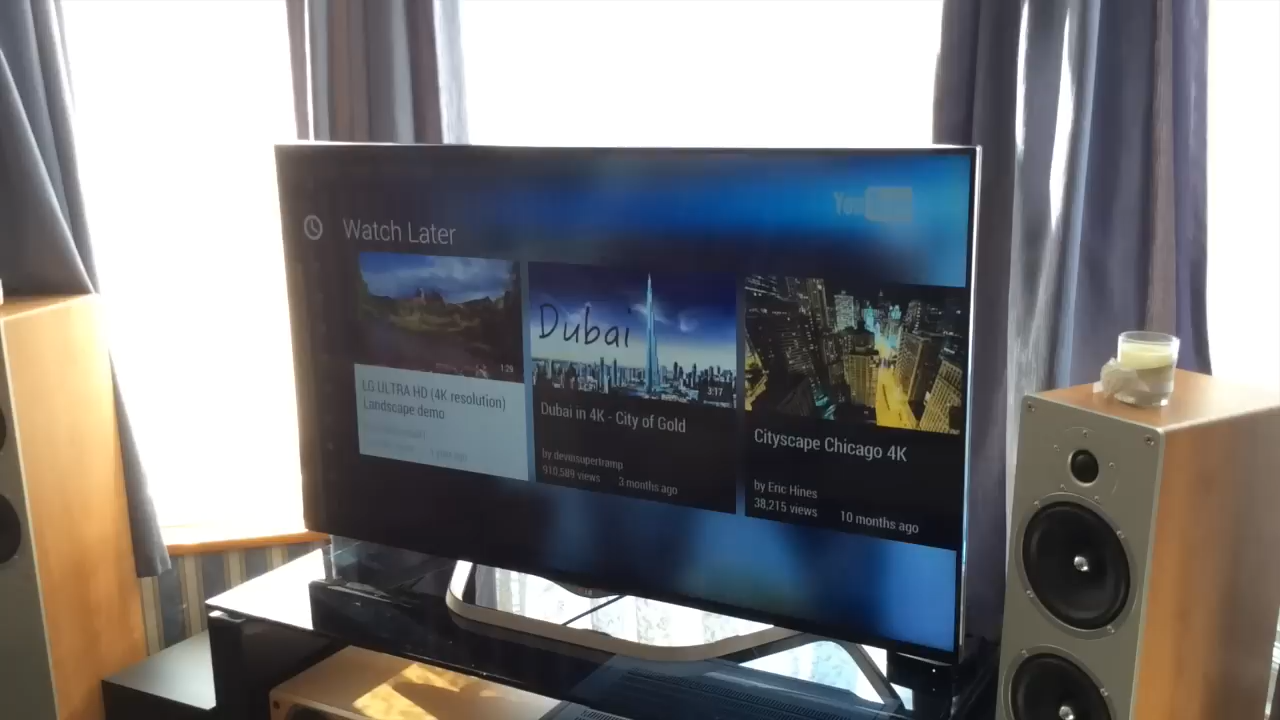 YouTube
Watch Later
1:29
LG ULTRA HD (4K resolution)
Landscape demo
Dubai
3:17
Dubai in 4K - City of Gold
by devinsupertramp
910,589 views 3 months ago
Cityscape Chicago 4K
by Eric Hines
38,215 views 10 months ago